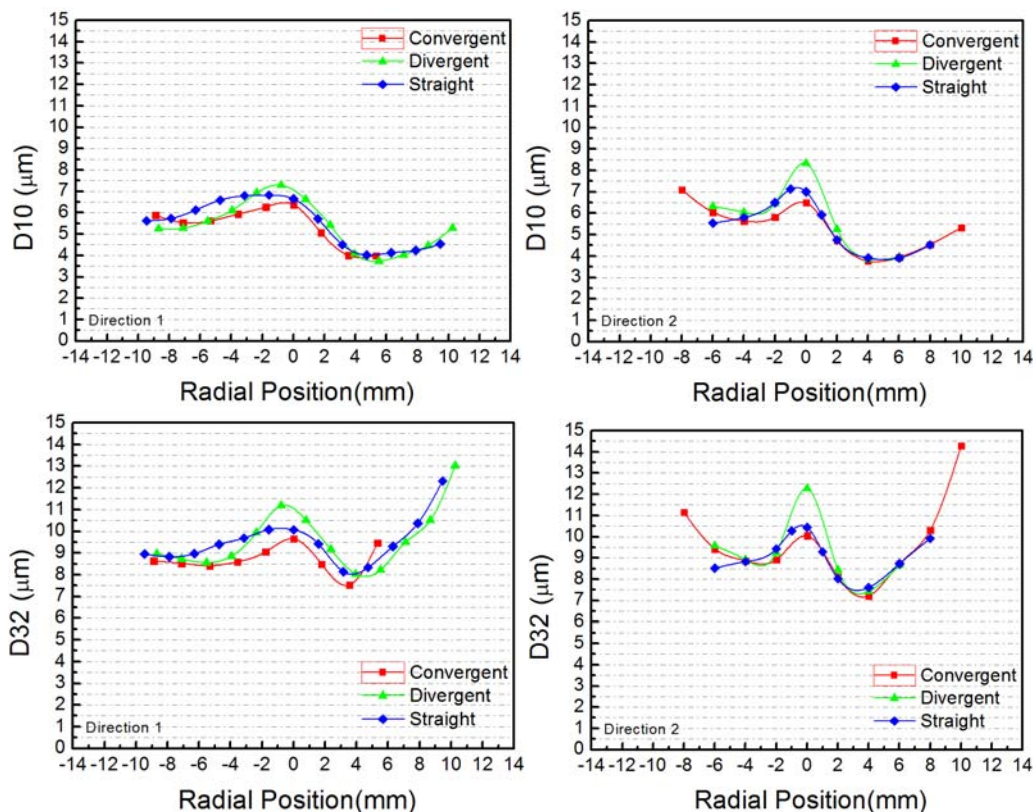 15
14
13
12
11
10
9
8
7
6
5
4
3
2
1
0
D10 (μm)
Convergent
Divergent
Straight
Direction 1
-14 -12 -10 -8 -6 -4 -2 0 2 4 6 8 10 12 14
Radial Position(mm)
15
14
13
12
11
10
9
8
7
6
5
4
3
2
1
0
D10 (μm)
Convergent
Divergent
Straight
Direction 2
-14 -12 -10 -8 -6 -4 -2 0 2 4 6 8 10 12 14
Radial Position(mm)
15
14
13
12
11
10
9
8
7
6
5
4
3
2
1
0
D32 (μm)
Convergent
Divergent
Straight
Direction 1
-14 -12 -10 -8 -6 -4 -2 0 2 4 6 8 10 12 14
Radial Position(mm)
15
14
13
12
11
10
9
8
7
6
5
4
3
2
1
0
D32 (μm)
Convergent
Divergent
Straight
Direction 2
-14 -12 -10 -8 -6 -4 -2 0 2 4 6 8 10 12 14
Radial Position(mm)